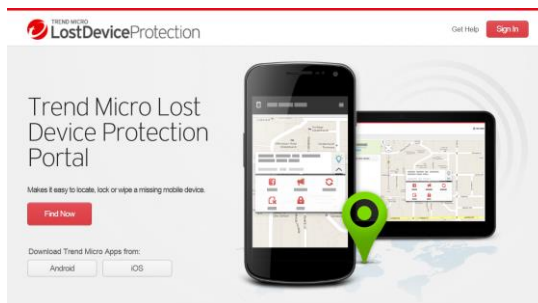 TREND MICRO
LostDeviceProtection
Get Help
Sign In
Trend Micro Lost
Device Protection
Portal
Makes it easy to locate, lock or wipe a missing mobile device.
Find Now
Download Trend Micro Apps from:
Android
iOS